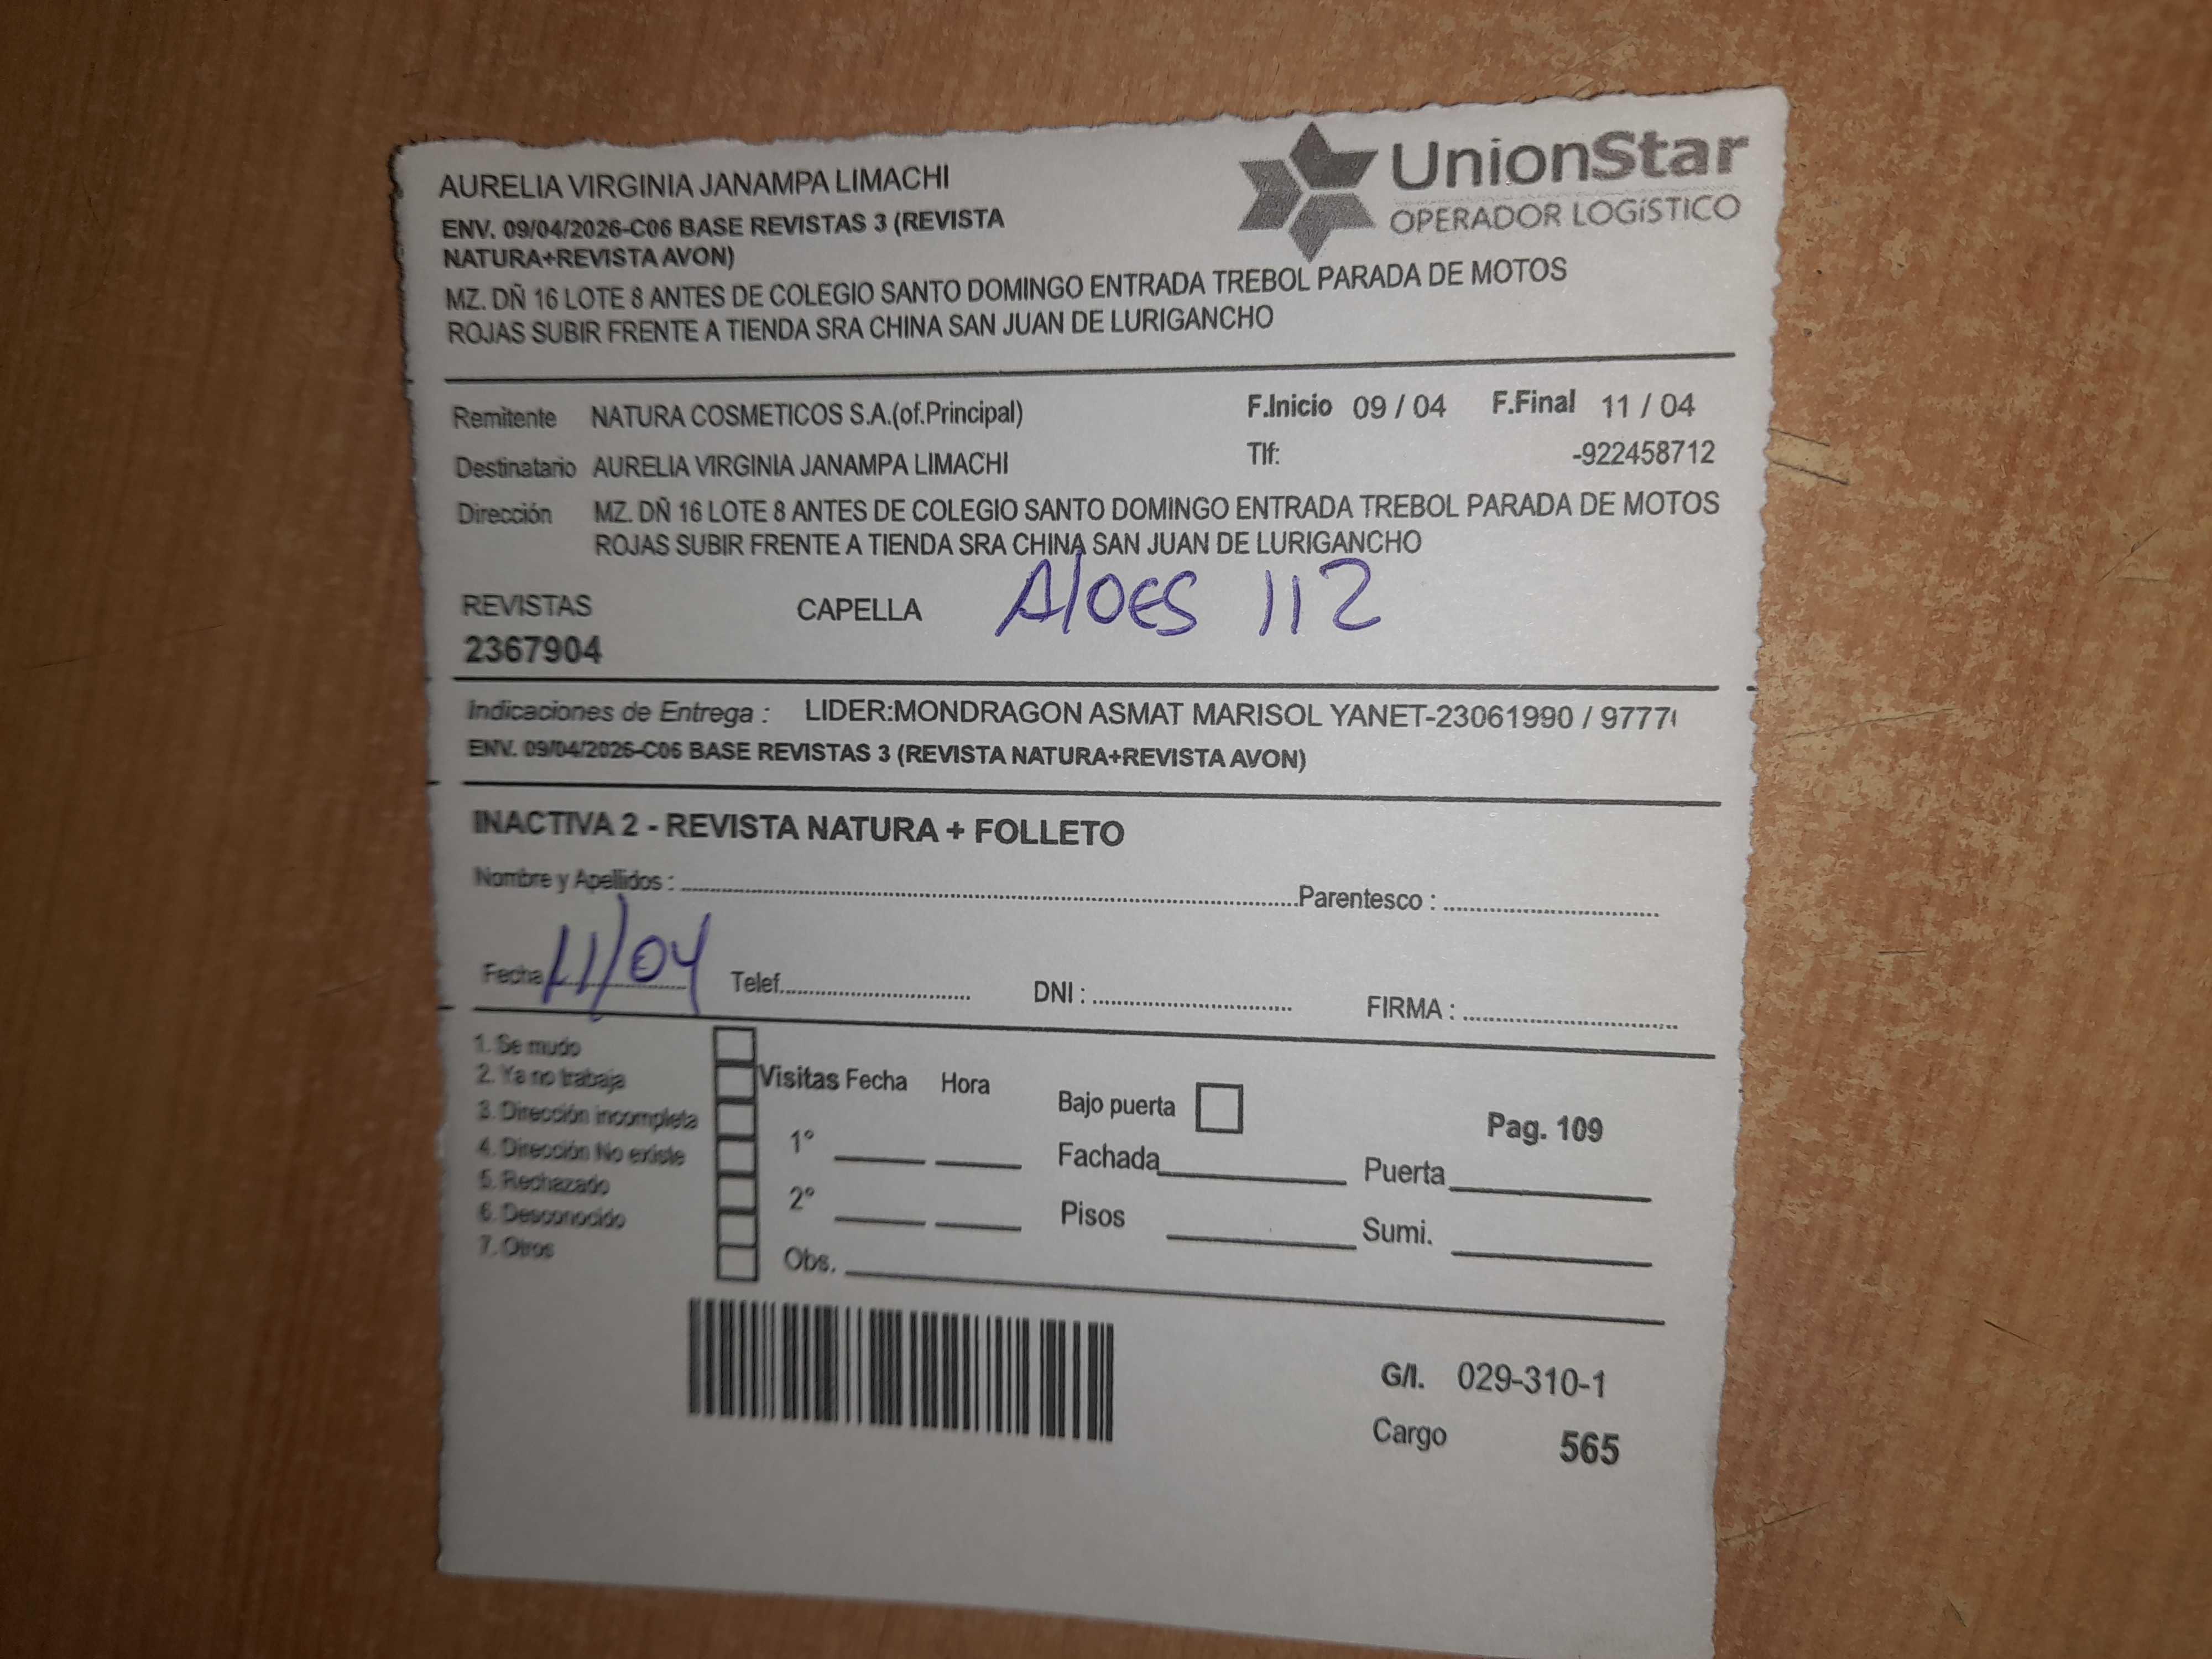 AURELIA VIRGINIA JANAMPA LIMACHI
UnionStar
OPERADOR LOGíSTICO
ENV. 09/04/2026-C06 BASE REVISTAS 3 (REVISTA
NATURA+REVISTA AVON)
MZ. DÑ 16 LOTE 8 ANTES DE COLEGIO SANTO DOMINGO ENTRADA TREBOL PARADA DE MOTOS
ROJAS SUBIR FRENTE A TIENDA SRA CHINA SAN JUAN DE LURIGANCHO
Remitente NATURA COSMETICOS S.A.(of.Principal) F.Inicio 09 / 04 F.Final 11 / 04
Destinatario AURELIA VIRGINIA JANAMPA LIMACHI Tlf: -922458712
Dirección MZ. DÑ 16 LOTE 8 ANTES DE COLEGIO SANTO DOMINGO ENTRADA TREBOL PARADA DE MOTOS
ROJAS SUBIR FRENTE A TIENDA SRA CHINA SAN JUAN DE LURIGANCHO
REVISTAS CAPELLA AlOES 112
2367904
Indicaciones de Entrega : LIDER:MONDRAGON ASMAT MARISOL YANET-23061990 / 9777
ENV. 09/04/2026-C06 BASE REVISTAS 3 (REVISTA NATURA+REVISTA AVON)
INACTIVA 2 - REVISTA NATURA + FOLLETO
Nombre y Apellidos : Parentesco :
Fecha 11/04 Telef. DNI : FIRMA :
1. Se mudo
2. Ya no trabaja
3. Dirección incompleta
4. Dirección No existe
5. Rechazado
6. Desconocido
7. Otros
Visitas Fecha Hora
1°
2°
Obs.
Bajo puerta
Pag. 109
Fachada Puerta
Pisos Sumi.
G/I. 029-310-1
Cargo 565